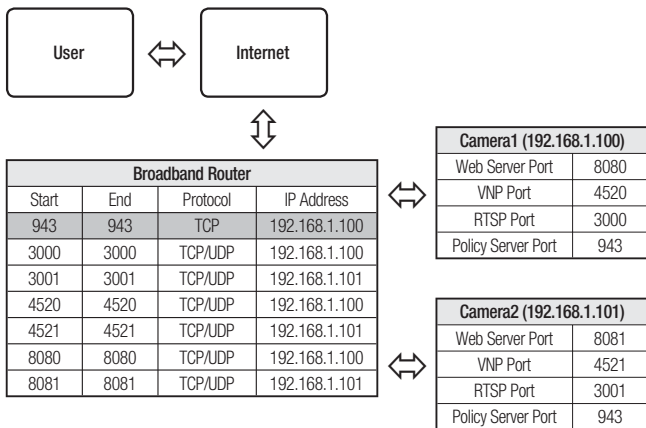 User
Internet
Broadband Router
Start End Protocol IP Address
943 943 TCP 192.168.1.100
3000 3000 TCP/UDP 192.168.1.100
3001 3001 TCP/UDP 192.168.1.101
4520 4520 TCP/UDP 192.168.1.100
4521 4521 TCP/UDP 192.168.1.101
8080 8080 TCP/UDP 192.168.1.100
8081 8081 TCP/UDP 192.168.1.101
Camera1 (192.168.1.100)
Web Server Port 8080
VNP Port 4520
RTSP Port 3000
Policy Server Port 943
Camera2 (192.168.1.101)
Web Server Port 8081
VNP Port 4521
RTSP Port 3001
Policy Server Port 943